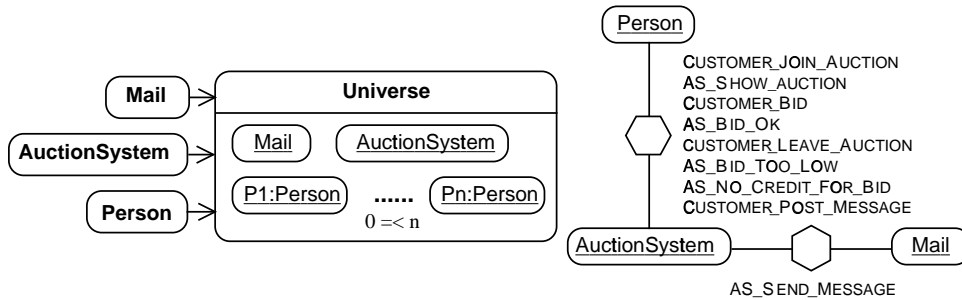 Mail
AuctionSystem
Person
Universe
Mail AuctionSystem
P1:Person ...... Pn:Person
0 =< n
Person
CUSTOMER_JOIN_AUCTION
AS_SHOW_AUCTION
CUSTOMER_BID
AS_BID_OK
CUSTOMER_LEAVE_AUCTION
AS_BID_TOO_LOW
AS_NO_CREDIT_FOR_BID
CUSTOMER_POST_MESSAGE
AuctionSystem Mail
AS_SEND_MESSAGE